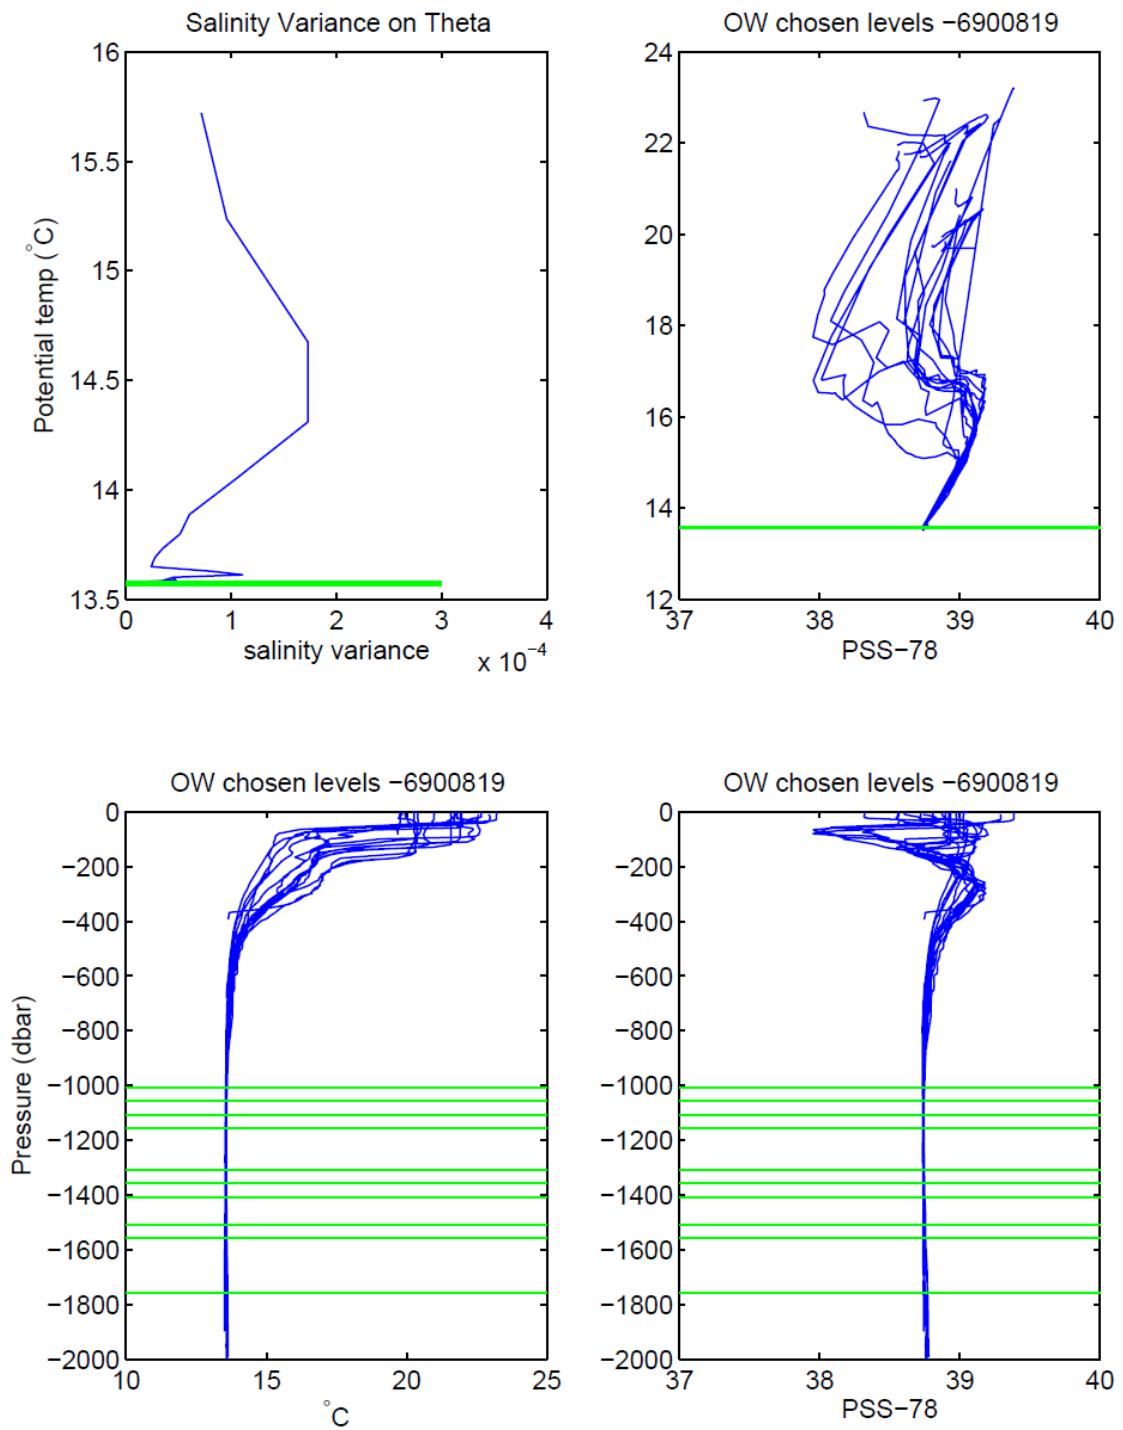 Salinity Variance on Theta
16
15.5
15
14.5
14
13.5
0 1 2 3 4
salinity variance
x 10⁻⁴
Potential temp (°C)
OW chosen levels −6900819
24
22
20
18
16
14
12
37 38 39 40
PSS−78
OW chosen levels −6900819
0
−200
−400
−600
−800
−1000
−1200
−1400
−1600
−1800
−2000
10 15 20 25
°C
Pressure (dbar)
OW chosen levels −6900819
0
−200
−400
−600
−800
−1000
−1200
−1400
−1600
−1800
−2000
37 38 39 40
PSS−78